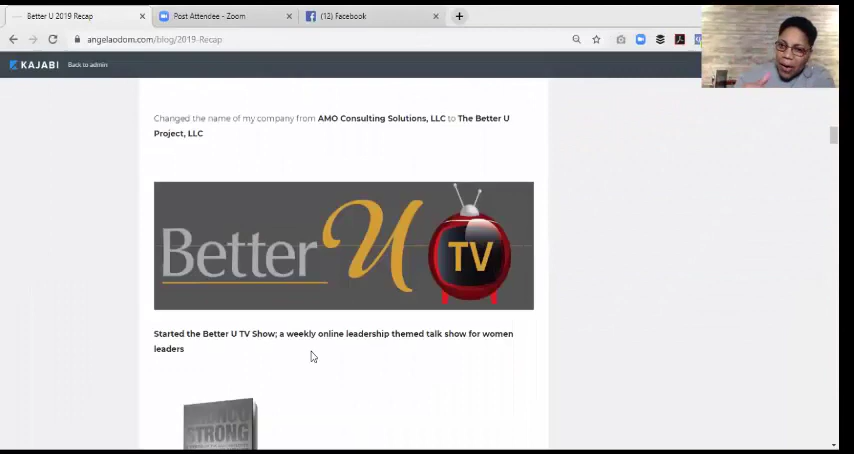 Better U 2019 Recap
Post Attendee - Zoom
(12) Facebook
angelaodom.com/blog/2019-Recap
KAJABI
Back to admin
Changed the name of my company from AMO Consulting Solutions, LLC to The Better U
Project, LLC
Better U TV
Started the Better U TV Show; a weekly online leadership themed talk show for women
leaders
STRONG